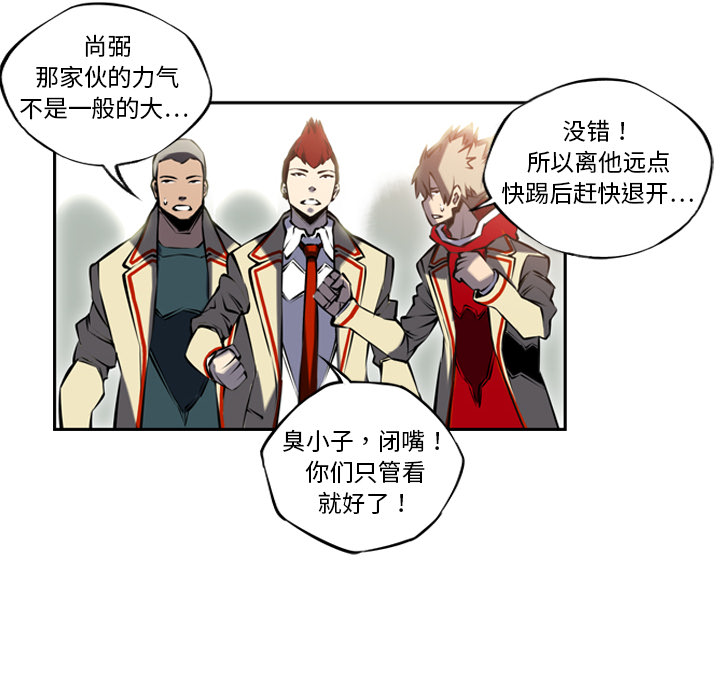 尚弼
那家伙的力气
不是一般的大...
没错！
所以离他远点
快踢后赶快退开...
臭小子，闭嘴！
你们只管看
就好了！